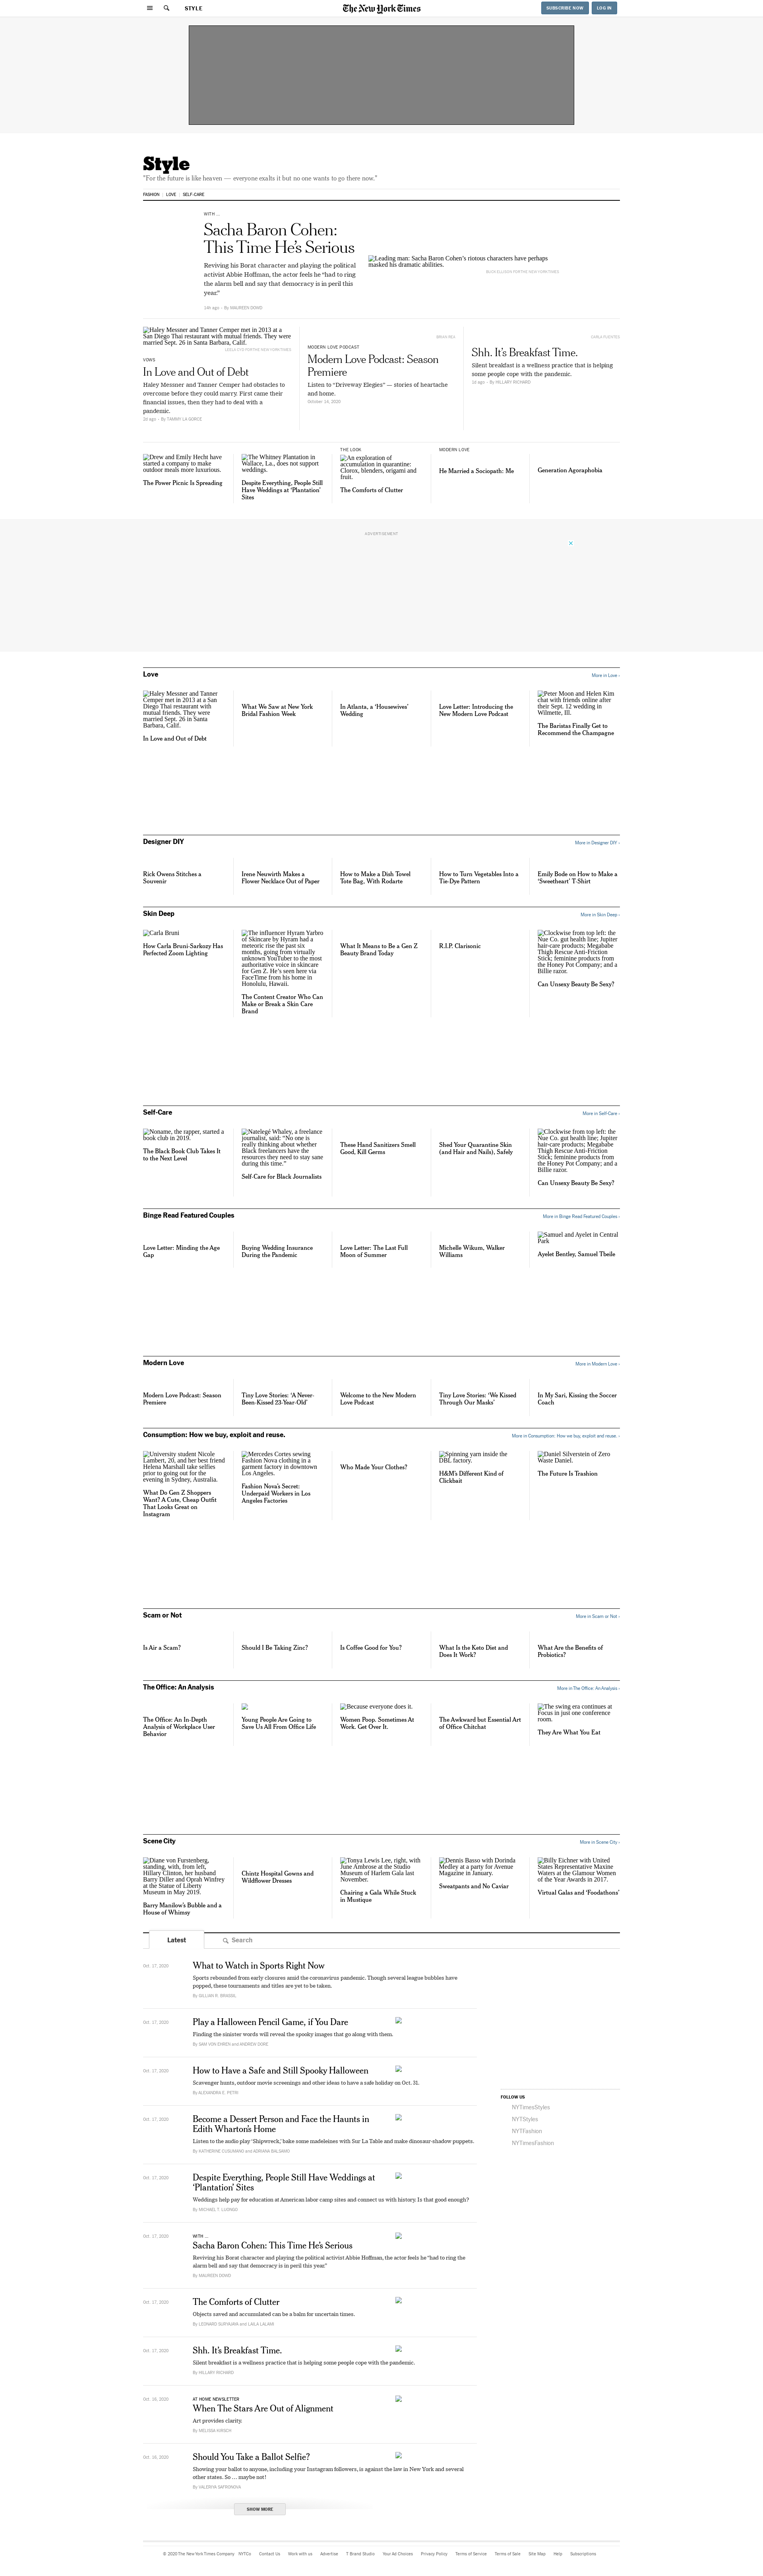 STYLE
The New York Times
SUBSCRIBE NOW
LOG IN
Style
"For the future is like heaven — everyone exalts it but no one wants to go there now."
FASHION
LOVE
SELF-CARE
WITH …
Sacha Baron Cohen:
This Time He's Serious
Reviving his Borat character and playing the political
activist Abbie Hoffman, the actor feels he "had to ring
the alarm bell and say that democracy is in peril this
year."
14h ago
By MAUREEN DOWD
Leading man: Sacha Baron Cohen's riotous characters have perhaps
masked his dramatic abilities.
Haley Messner and Tanner Cemper met in 2013 at a
San Diego Thai restaurant with mutual friends. They were
married Sept. 26 in Santa Barbara, Calif.
VOWS
In Love and Out of Debt
Haley Messner and Tanner Cemper had obstacles to
overcome before they could marry. First came their
financial issues, then they had to deal with a
pandemic.
By TAMMY LA GORCE
MODERN LOVE PODCAST
Modern Love Podcast: Season
Premiere
Listen to "Driveway Elegies" — stories of heartache
and home.
October 14, 2020
Shh. It's Breakfast Time.
Silent breakfast is a wellness practice that is helping
some people cope with the pandemic.
By HILLARY RICHARD
Drew and Emily Hecht have
started a company to make
outdoor meals more luxurious.
The Power Picnic Is Spreading
The Whitney Plantation in
Wallace, La., does not support
weddings.
Despite Everything, People Still
Have Weddings at 'Plantation'
Sites
THE LOOK
An exploration of
accumulation in quarantine:
Clorox, blenders, origami and
fruit.
The Comforts of Clutter
MODERN LOVE
He Married a Sociopath: Me
Generation Agoraphobia
ADVERTISEMENT
Love
More in Love ›
Haley Messner and Tanner
Cemper met in 2013 at a San
Diego Thai restaurant with
mutual friends. They were
married Sept. 26 in Santa
Barbara, Calif.
In Love and Out of Debt
What We Saw at New York
Bridal Fashion Week
In Atlanta, a 'Housewives'
Wedding
Love Letter: Introducing the
New Modern Love Podcast
Peter Moon and Helen Kim
chat with friends online after
their Sept. 12 wedding in
Wilmette, Ill.
The Baristas Finally Get to
Recommend the Champagne
Designer DIY
More in Designer DIY ›
Rick Owens Stitches a
Souvenir
Irene Neuwirth Makes a
Flower Necklace Out of Paper
How to Make a Dish Towel
Tote Bag, With Rodarte
How to Turn Vegetables Into a
Tie-Dye Pattern
Emily Bode on How to Make a
'Sweetheart' T-Shirt
Skin Deep
More in Skin Deep ›
Carla Bruni
How Carla Bruni-Sarkozy Has
Perfected Zoom Lighting
The influencer Hyram Yarbro
of Skincare by Hyram had a
meteoric rise the past six
months, going from virtually
unknown YouTuber to the most
authoritative voice in skincare
for Gen Z. He's seen here via
FaceTime from his home in
Honolulu, Hawaii.
The Content Creator Who Can
Make or Break a Skin Care
Brand
What It Means to Be a Gen Z
Beauty Brand Today
R.I.P. Clarisonic
Clockwise from top left: the
Nue Co. gut health line; Jupiter
hair-care products; Megababe
Thigh Rescue Anti-Friction
Stick; feminine products from
the Honey Pot Company; and a
Billie razor.
Can Unsexy Beauty Be Sexy?
Self-Care
More in Self-Care ›
Noname, the rapper, started a
book club in 2019.
The Black Book Club Takes It
to the Next Level
Natelegé Whaley, a freelance
journalist, said: "No one is
really thinking about whether
Black freelancers have the
resources they need to stay sane
during this time."
Self-Care for Black Journalists
These Hand Sanitizers Smell
Good, Kill Germs
Shed Your Quarantine Skin
(and Hair and Nails), Safely
Clockwise from top left: the
Nue Co. gut health line; Jupiter
hair-care products; Megababe
Thigh Rescue Anti-Friction
Stick; feminine products from
the Honey Pot Company; and a
Billie razor.
Can Unsexy Beauty Be Sexy?
Binge Read Featured Couples
More in Binge Read Featured Couples ›
Love Letter: Minding the Age
Gap
Buying Wedding Insurance
During the Pandemic
Love Letter: The Last Full
Moon of Summer
Michelle Wikum, Walker
Williams
Samuel and Ayelet in Central
Park
Ayelet Bentley, Samuel Tbeile
Modern Love
More in Modern Love ›
Modern Love Podcast: Season
Premiere
Tiny Love Stories: 'A Never-
Been-Kissed 23-Year-Old'
Welcome to the New Modern
Love Podcast
Tiny Love Stories: 'We Kissed
Through Our Masks'
In My Sari, Kissing the Soccer
Coach
Consumption: How we buy, exploit and reuse.
More in Consumption: How we buy, exploit and reuse. ›
University student Nicole
Lambert, 20, and her best friend
Helena Marshall take selfies
prior to going out for the
evening in Sydney, Australia.
What Do Gen Z Shoppers
Want? A Cute, Cheap Outfit
That Looks Great on
Instagram
Mercedes Cortes sewing
Fashion Nova clothing in a
garment factory in downtown
Los Angeles.
Fashion Nova's Secret:
Underpaid Workers in Los
Angeles Factories
Who Made Your Clothes?
Spinning yarn inside the
DBL factory.
H&M's Different Kind of
Clickbait
Daniel Silverstein of Zero
Waste Daniel.
The Future Is Trashion
Scam or Not
More in Scam or Not ›
Is Air a Scam?
Should I Be Taking Zinc?
Is Coffee Good for You?
What Is the Keto Diet and
Does It Work?
What Are the Benefits of
Probiotics?
The Office: An Analysis
More in The Office: An Analysis ›
The Office: An In-Depth
Analysis of Workplace User
Behavior
Young People Are Going to
Save Us All From Office Life
Because everyone does it.
Women Poop. Sometimes At
Work. Get Over It.
The Awkward but Essential Art
of Office Chitchat
The swing era continues at
Focus in just one conference
room.
They Are What You Eat
Scene City
More in Scene City ›
Diane von Furstenberg,
standing, with, from left,
Hillary Clinton, her husband
Barry Diller and Oprah Winfrey
at the Statue of Liberty
Museum in May 2019.
Barry Manilow's Bubble and a
House of Whimsy
Chintz Hospital Gowns and
Wildflower Dresses
Tonya Lewis Lee, right, with
June Ambrose at the Studio
Museum of Harlem Gala last
November.
Chairing a Gala While Stuck
in Mustique
Dennis Basso with Dorinda
Medley at a party for Avenue
Magazine in January.
Sweatpants and No Caviar
Billy Eichner with United
States Representative Maxine
Waters at the Glamour Women
of the Year Awards in 2017.
Virtual Galas and 'Foodathons'
Latest
Search
Oct. 17, 2020
What to Watch in Sports Right Now
Sports rebounded from early closures amid the coronavirus pandemic. Though several league bubbles have
popped, these tournaments and titles are yet to be taken.
By GILLIAN R. BRASSIL
Oct. 17, 2020
Play a Halloween Pencil Game, if You Dare
Finding the sinister words will reveal the spooky images that go along with them.
By SAM VON EHREN and ANDREW SORE
Oct. 17, 2020
How to Have a Safe and Still Spooky Halloween
Scavenger hunts, outdoor movie screenings and other ideas to have a safe holiday on Oct. 31.
By ALEXANDRA E. PETRI
Oct. 17, 2020
Become a Dessert Person and Face the Haunts in
Edith Wharton's Home
Listen to the audio play 'Shipwreck,' bake some madeleines with Sur La Table and make dinosaur-shadow puppets.
By KATHERINE CUSUMANO and ADRIANA BALSAMO
Oct. 17, 2020
Despite Everything, People Still Have Weddings at
'Plantation' Sites
Weddings help pay for education at American labor camp sites and connect us with history. Is that good enough?
By MICHAEL T. LUONGO
Oct. 17, 2020
WITH …
Sacha Baron Cohen: This Time He's Serious
Reviving his Borat character and playing the political activist Abbie Hoffman, the actor feels he "had to ring the
alarm bell and say that democracy is in peril this year."
By MAUREEN DOWD
Oct. 17, 2020
The Comforts of Clutter
Objects saved and accumulated can be a balm for uncertain times.
By LEONARD SURYAJAYA and LAYLA LALAMI
Oct. 17, 2020
Shh. It's Breakfast Time.
Silent breakfast is a wellness practice that is helping some people cope with the pandemic.
By HILLARY RICHARD
Oct. 16, 2020
AT HOME NEWSLETTER
When The Stars Are Out of Alignment
Art provides clarity.
By MELISSA KIRSCH
Oct. 16, 2020
Should You Take a Ballot Selfie?
Showing your ballot to anyone, including your Instagram followers, is against the law in New York and several
other states. So … maybe not!
By VALERIYA SAFRONOVA
SHOW MORE
FOLLOW US
NYTimesStyles
NYTStyles
NYTFashion
NYTimesFashion
© 2020 The New York Times Company
NYTCo
Contact Us
Work with us
Advertise
T Brand Studio
Your Ad Choices
Privacy Policy
Terms of Service
Terms of Sale
Site Map
Help
Subscriptions